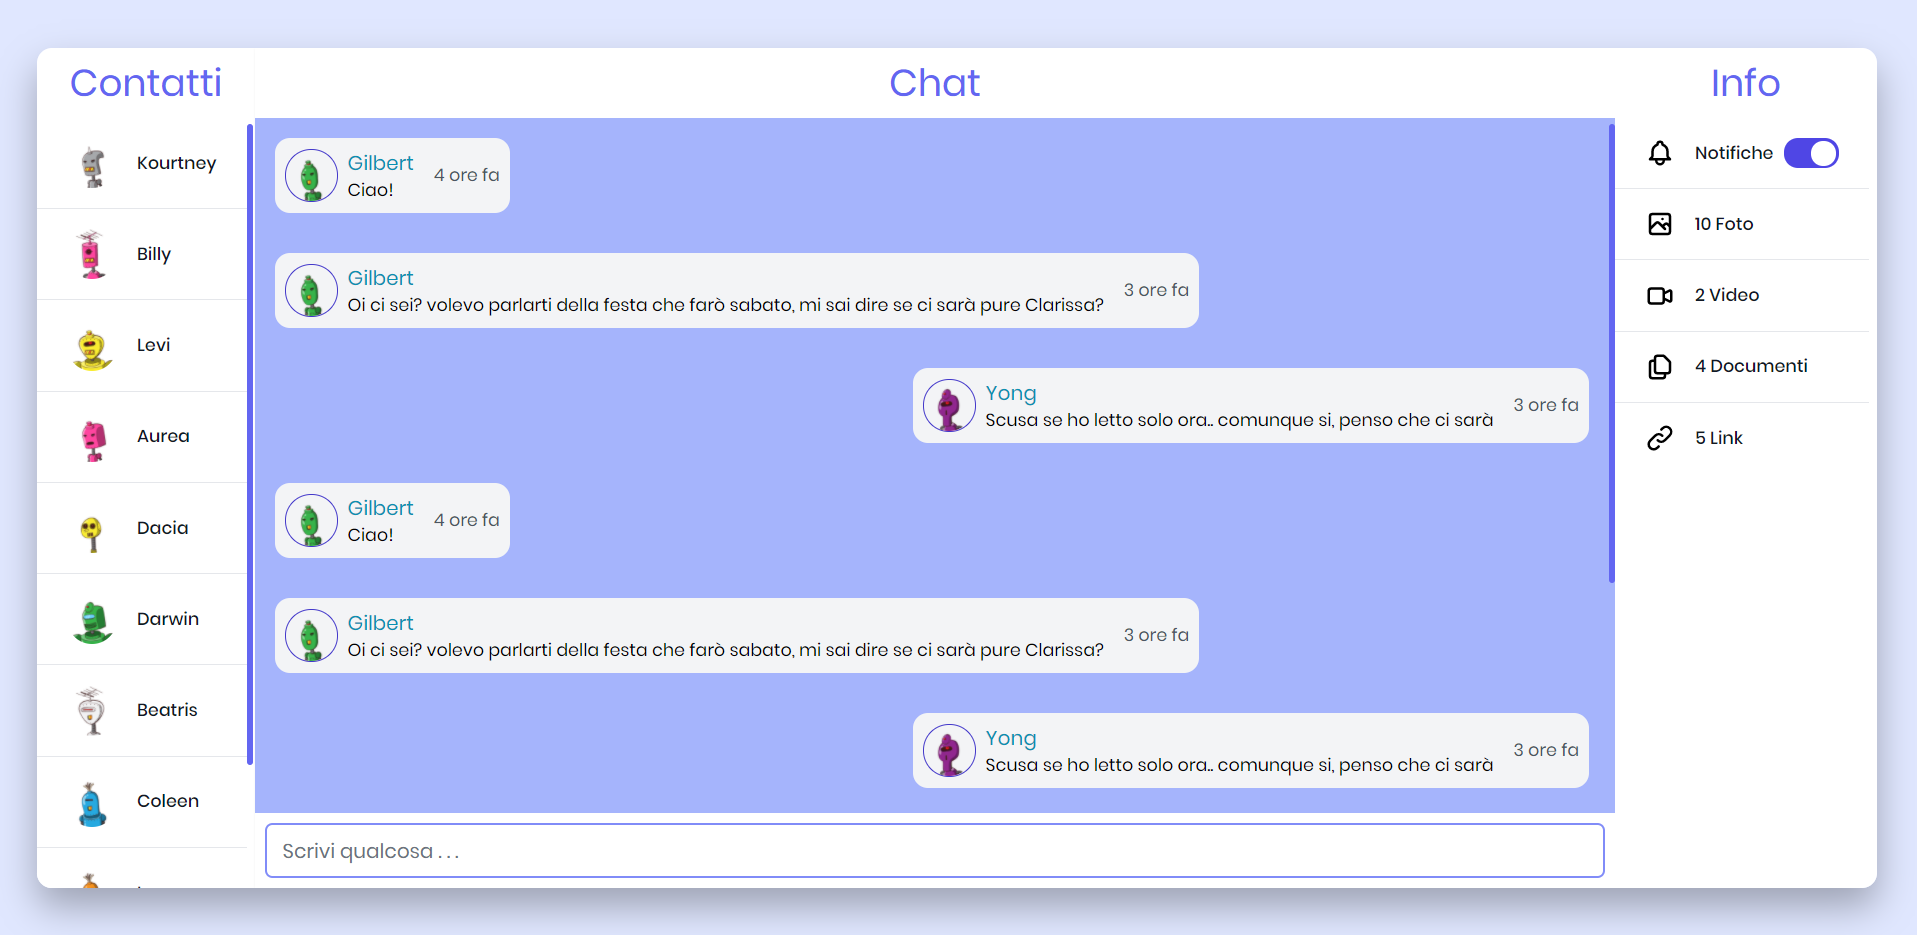 Contatti
Kourtney
Billy
Levi
Aurea
Dacia
Darwin
Beatris
Coleen
Chat
Gilbert
Ciao!
4 ore fa
Gilbert
Oi ci sei? volevo parlarti della festa che farò sabato, mi sai dire se ci sarà pure Clarissa?
3 ore fa
Yong
Scusa se ho letto solo ora.. comunque si, penso che ci sarà
3 ore fa
Gilbert
Ciao!
4 ore fa
Gilbert
Oi ci sei? volevo parlarti della festa che farò sabato, mi sai dire se ci sarà pure Clarissa?
3 ore fa
Yong
Scusa se ho letto solo ora.. comunque si, penso che ci sarà
3 ore fa
Scrivi qualcosa . . .
Info
Notifiche
10 Foto
2 Video
4 Documenti
5 Link